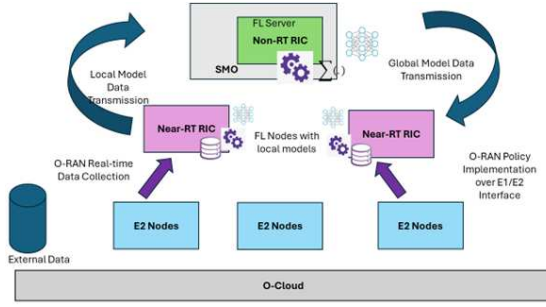 FL Server
Non-RT RIC
SMO
∑(.)
Local Model
Data
Transmission
Global Model Data
Transmission
Near-RT RIC
FL Nodes with
local models
Near-RT RIC
O-RAN Real-time
Data Collection
O-RAN Policy
Implementation
over E1/E2
Interface
E2 Nodes
E2 Nodes
E2 Nodes
External Data
O-Cloud